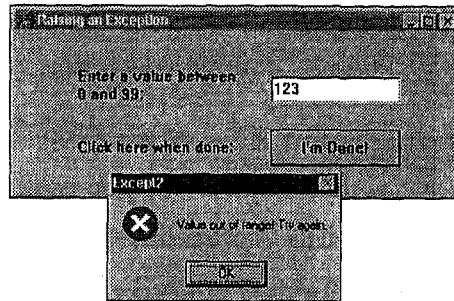 Raising an Exception
Enter a value between
0 and 99:
123
Click here when done:
I'm Done!
Except2
Value out of range! Try again.
OK